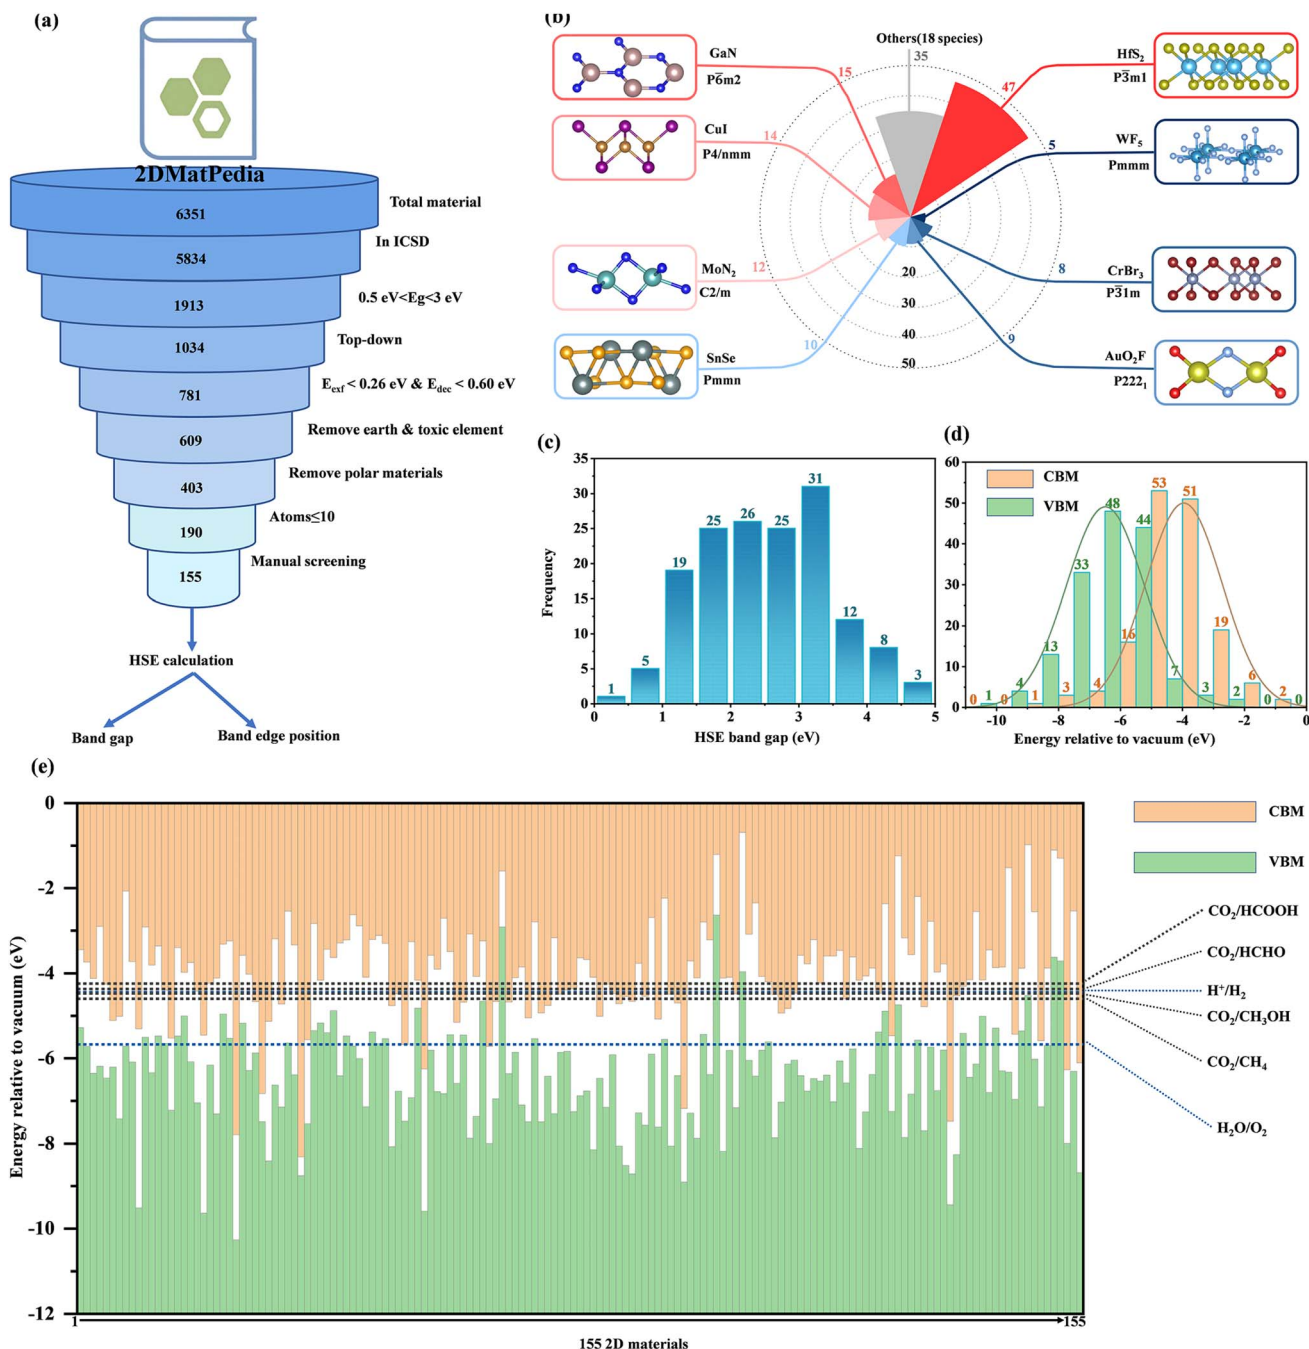 (a)
2DMatPedia
6351
Total material
5834
In ICSD
1913
0.5 eV<Eg<3 eV
1034
Top-down
781
E_exf < 0.26 eV & E_dec < 0.60 eV
609
Remove earth & toxic element
403
Remove polar materials
190
Atoms≤10
155
Manual screening
HSE calculation
Band gap
Band edge position
(b)
Others(18 species)
35
GaN
P6̅m2
15
CuI
P4/nmm
14
MoN₂
C2/m
12
SnSe
Pmmn
10
HfS₂
P3̅m1
47
WF₅
Pmmm
5
CrBr₃
P3̅1m
8
AuO₂F
P222₁
9
20
30
40
50
(c)
Frequency
35
30
25
20
15
10
5
0
1
5
19
25
26
25
31
12
8
3
0 1 2 3 4 5
HSE band gap (eV)
(d)
CBM
VBM
60
50
40
30
20
10
0
0 1 0 4 1 13 3 33 4 48 16 44 53 7 51 3 19 2 6 0 2 0
-10 -8 -6 -4 -2 0
Energy relative to vacuum (eV)
(e)
Energy relative to vacuum (eV)
0
-2
-4
-6
-8
-10
-12
1
155
155 2D materials
CBM
VBM
CO₂/HCOOH
CO₂/HCHO
H⁺/H₂
CO₂/CH₃OH
CO₂/CH₄
H₂O/O₂